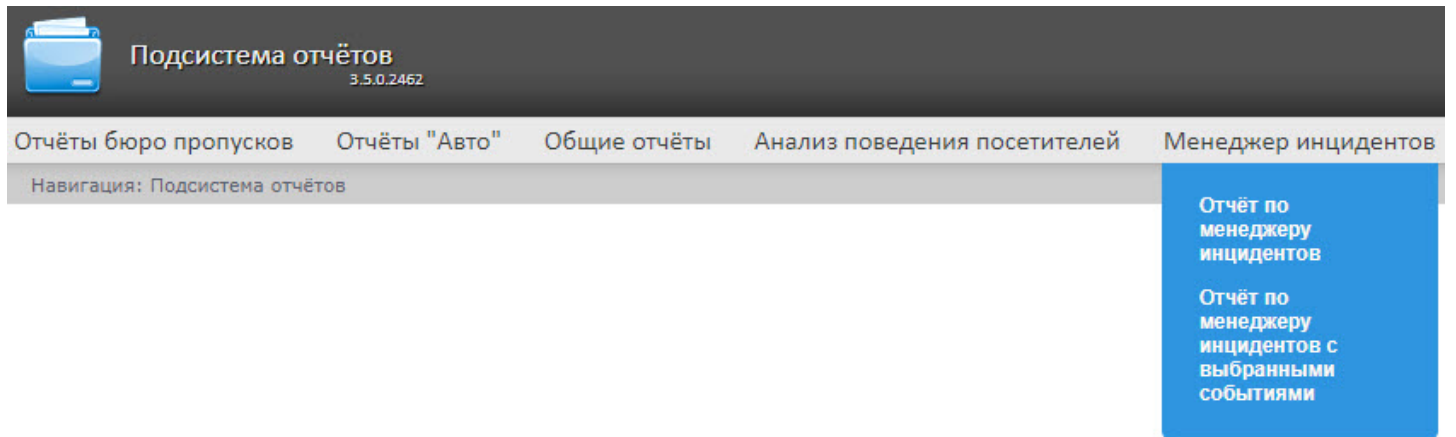 Подсистема отчётов
3.5.0.2462
Отчёты бюро пропусков Отчёты "Авто" Общие отчёты Анализ поведения посетителей Менеджер инцидентов
Навигация: Подсистема отчётов
Отчёт по
менеджеру
инцидентов
Отчёт по
менеджеру
инцидентов с
выбранными
событиями